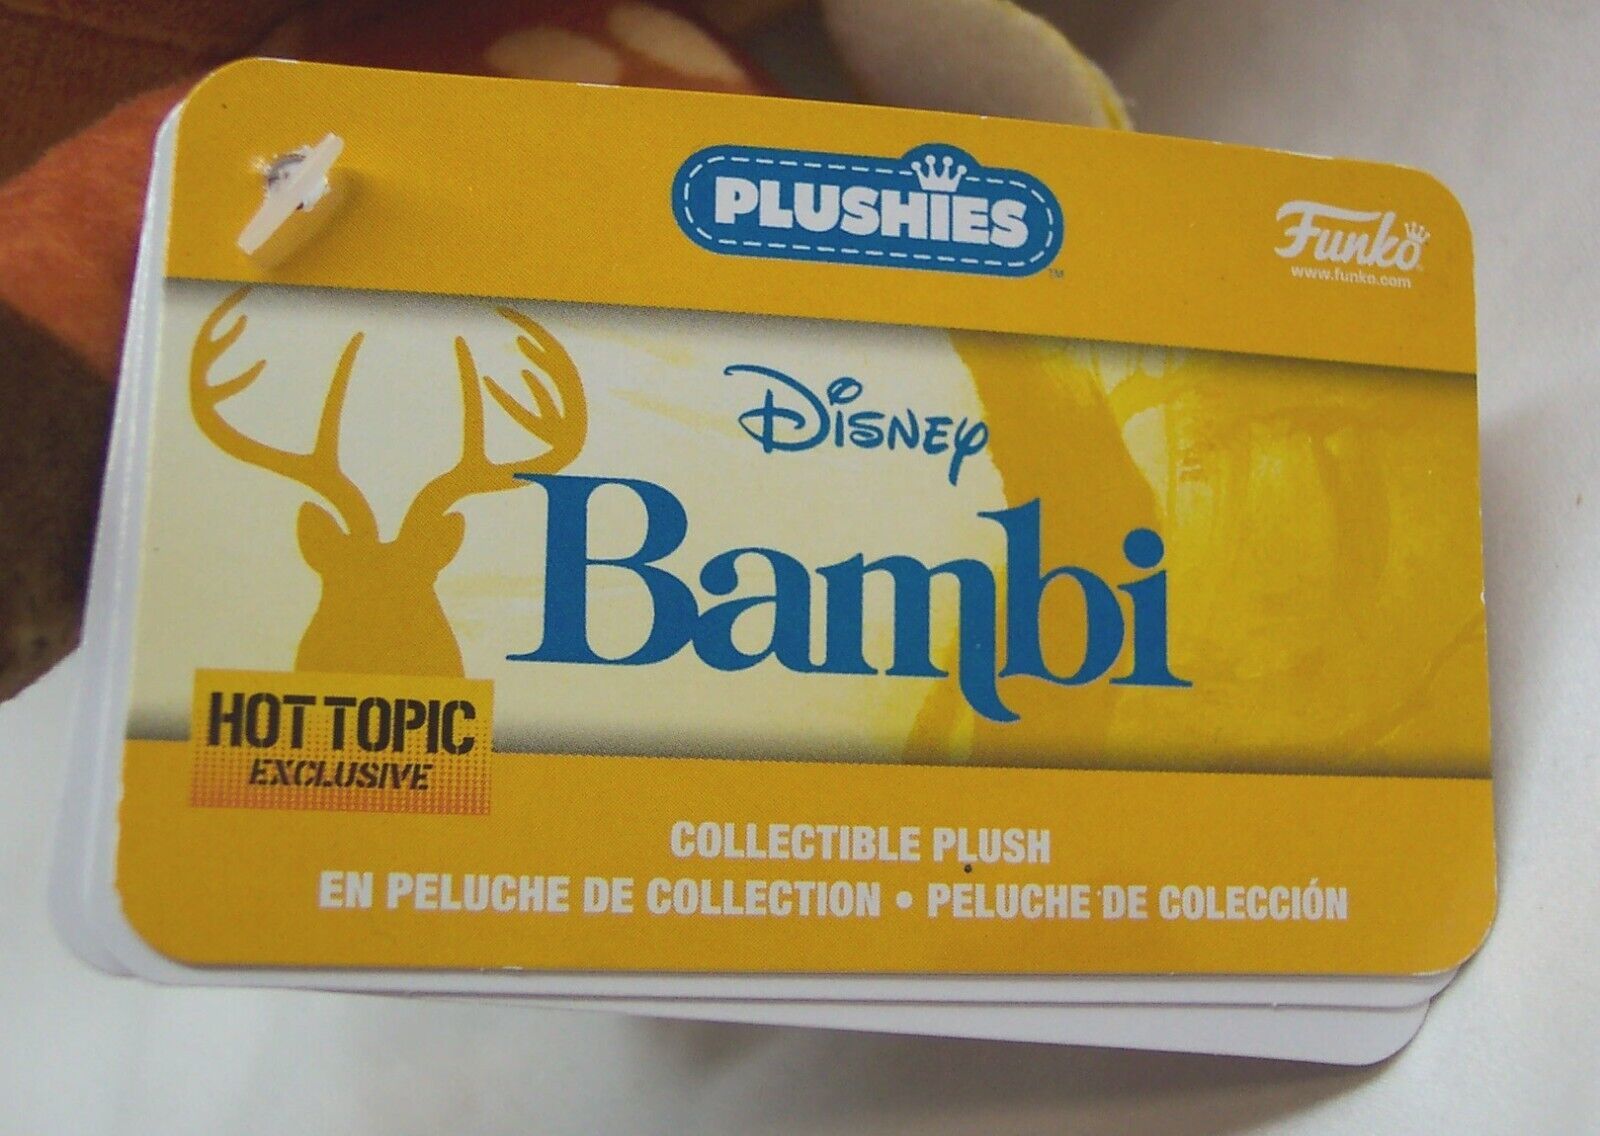 PLUSHIES
TM
Funko
www.funko.com
Disney
Bambi
HOT TOPIC
EXCLUSIVE
COLLECTIBLE PLUSH
EN PELUCHE DE COLLECTION • PELUCHE DE COLECCIÓN